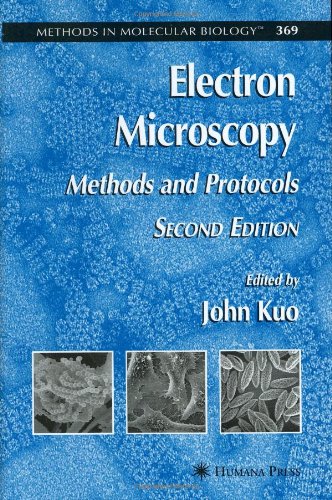 METHODS IN MOLECULAR BIOLOGY™ 369
Electron
Microscopy
Methods and Protocols
SECOND EDITION
Edited by
John Kuo
HUMANA PRESS